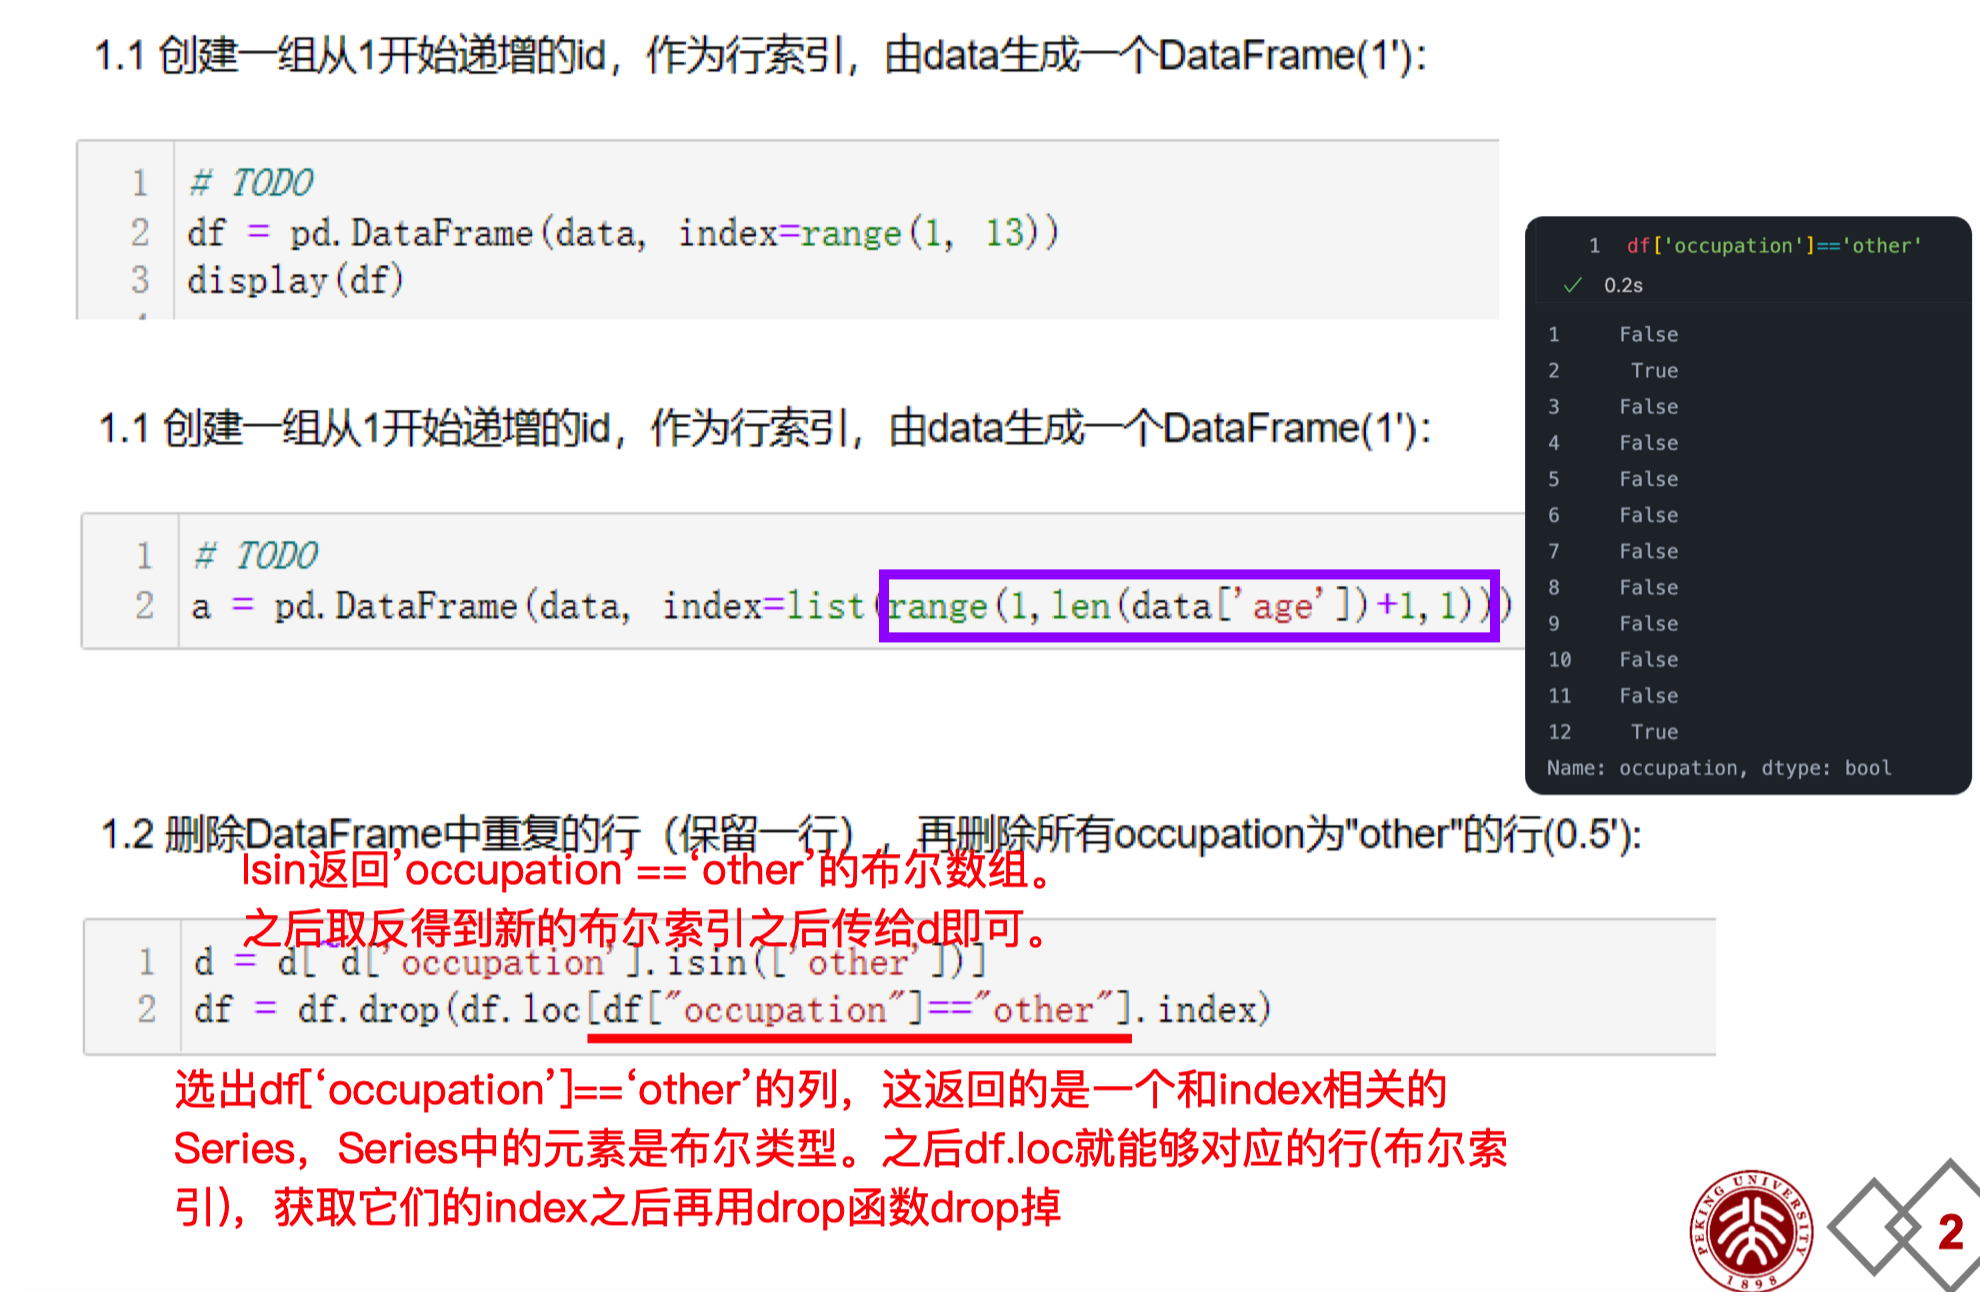 1.1 创建一组从1开始递增的id，作为行索引，由data生成一个DataFrame(1'):
1 # TODO
2 df = pd.DataFrame(data, index=range(1, 13))
3 display(df)
1 df['occupation']=='other'
✓ 0.2s
1 False
2 True
3 False
4 False
5 False
6 False
7 False
8 False
9 False
10 False
11 False
12 True
Name: occupation, dtype: bool
1.1 创建一组从1开始递增的id，作为行索引，由data生成一个DataFrame(1'):
1 # TODO
2 a = pd.DataFrame(data, index=list(range(1,len(data['age'])+1,1)))
1.2 删除DataFrame中重复的行（保留一行），再删除所有occupation为"other"的行(0.5'):
Isin返回’occupation’==‘other’的布尔数组。
之后取反得到新的布尔索引之后传给d即可。
1 d = d[~d['occupation'].isin(['other'])]
2 df = df.drop(df.loc[df["occupation"]=="other"].index)
选出df[‘occupation’]==‘other’的列，这返回的是一个和index相关的
Series，Series中的元素是布尔类型。之后df.loc就能够对应的行(布尔索
引)，获取它们的index之后再用drop函数drop掉
PEKING UNIVERSITY
1898
2